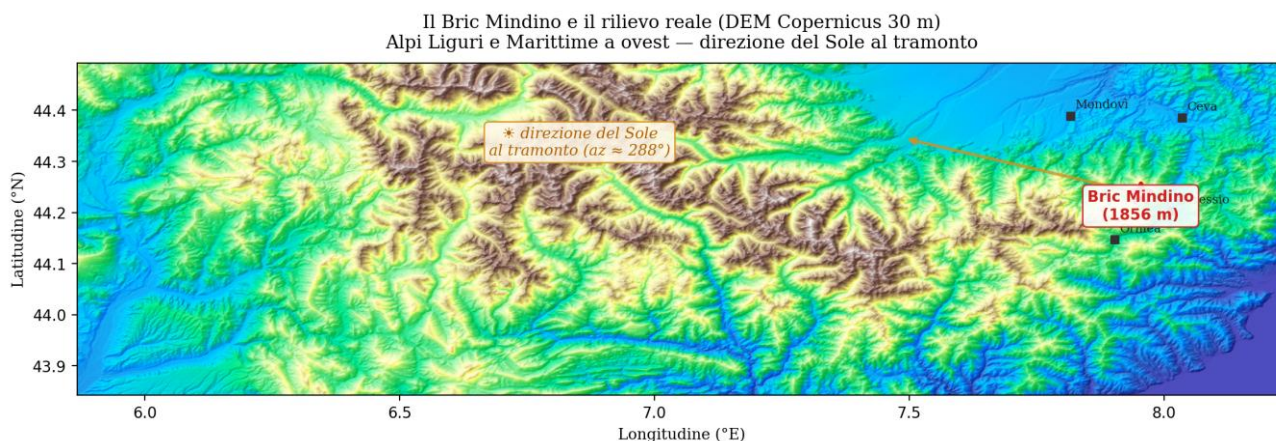 Il Bric Mindino e il rilievo reale (DEM Copernicus 30 m)
Alpi Liguri e Marittime a ovest — direzione del Sole al tramonto
44.4
44.3
44.2
44.1
44.0
43.9
Latitudine (°N)
Mondovì
Ceva
☀ direzione del Sole
al tramonto (az ≈ 288°)
Bric Mindino
(1856 m)
essio
Ormea
6.0
6.5
7.0
7.5
8.0
Longitudine (°E)